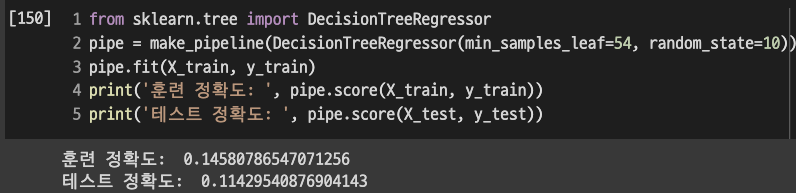 [150] 1 from sklearn.tree import DecisionTreeRegressor
2 pipe = make_pipeline(DecisionTreeRegressor(min_samples_leaf=54, random_state=10))
3 pipe.fit(X_train, y_train)
4 print('훈련 정확도: ', pipe.score(X_train, y_train))
5 print('테스트 정확도: ', pipe.score(X_test, y_test))
훈련 정확도:  0.14580786547071256
테스트 정확도:  0.11429540876904143